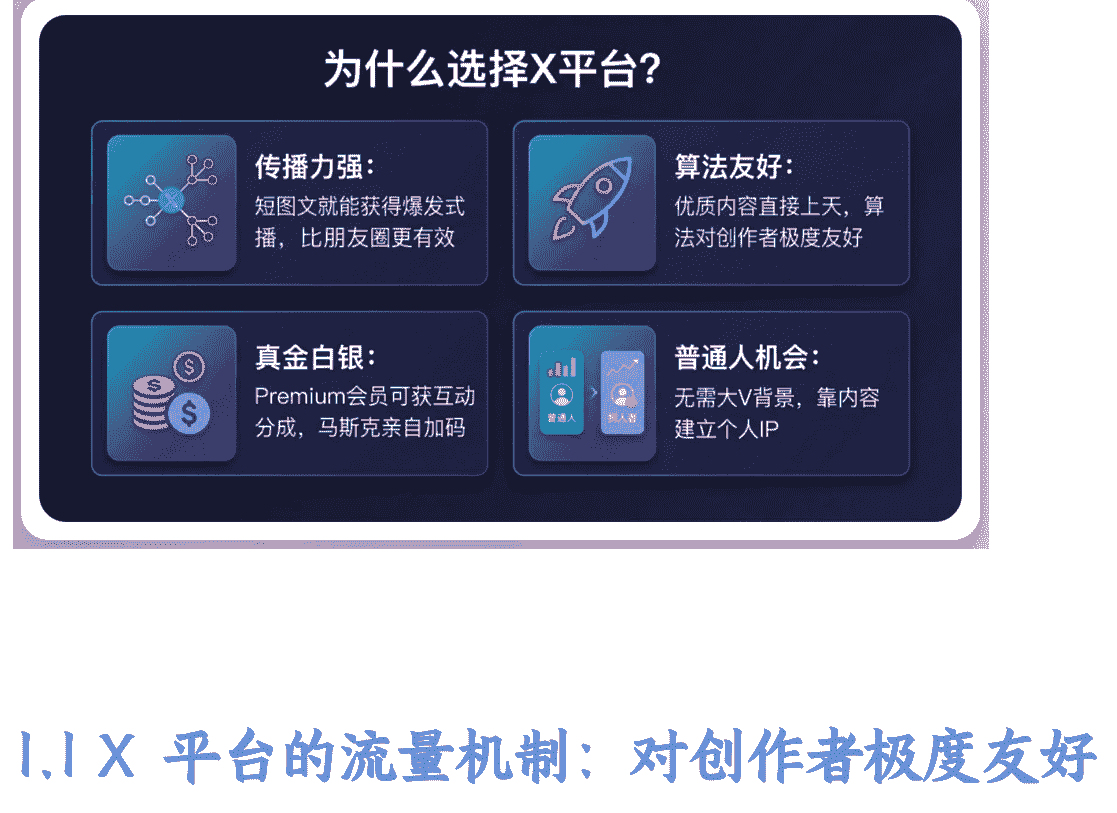 为什么选择X平台?
传播力强:
短图文就能获得爆发式
播，比朋友圈更有效
算法友好:
优质内容直接上天，算
法对创作者极度友好
真金白银:
Premium会员可获互动
分成，马斯克亲自加码
普通人机会:
无需大V背景，靠内容
建立个人IP
普通人
1.1 X 平台的流量机制：对创作者极度友好